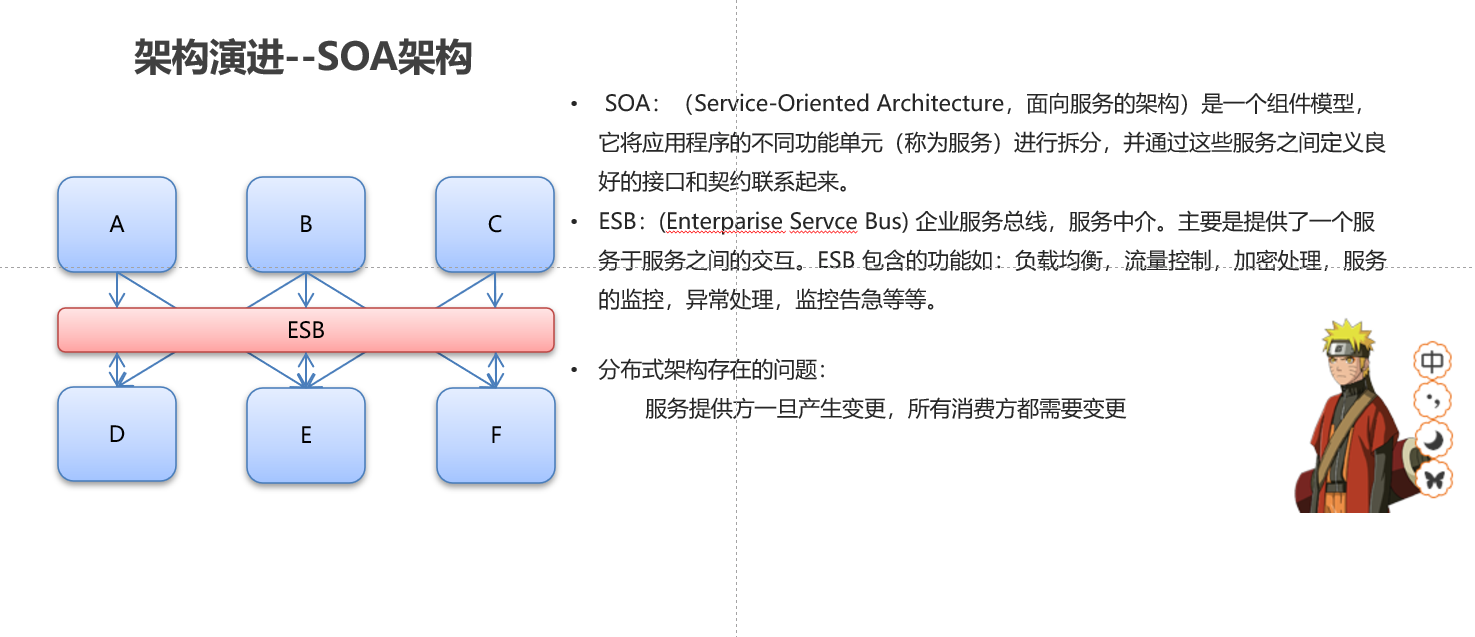 架构演进--SOA架构
A
B
C
ESB
D
E
F
• SOA：（Service-Oriented Architecture，面向服务的架构）是一个组件模型，
它将应用程序的不同功能单元（称为服务）进行拆分，并通过这些服务之间定义良
好的接口和契约联系起来。
• ESB：(Enterparise Servce Bus) 企业服务总线，服务中介。主要是提供了一个服
务于服务之间的交互。ESB 包含的功能如：负载均衡，流量控制，加密处理，服务
的监控，异常处理，监控告急等等。
• 分布式架构存在的问题：
服务提供方一旦产生变更，所有消费方都需要变更
中